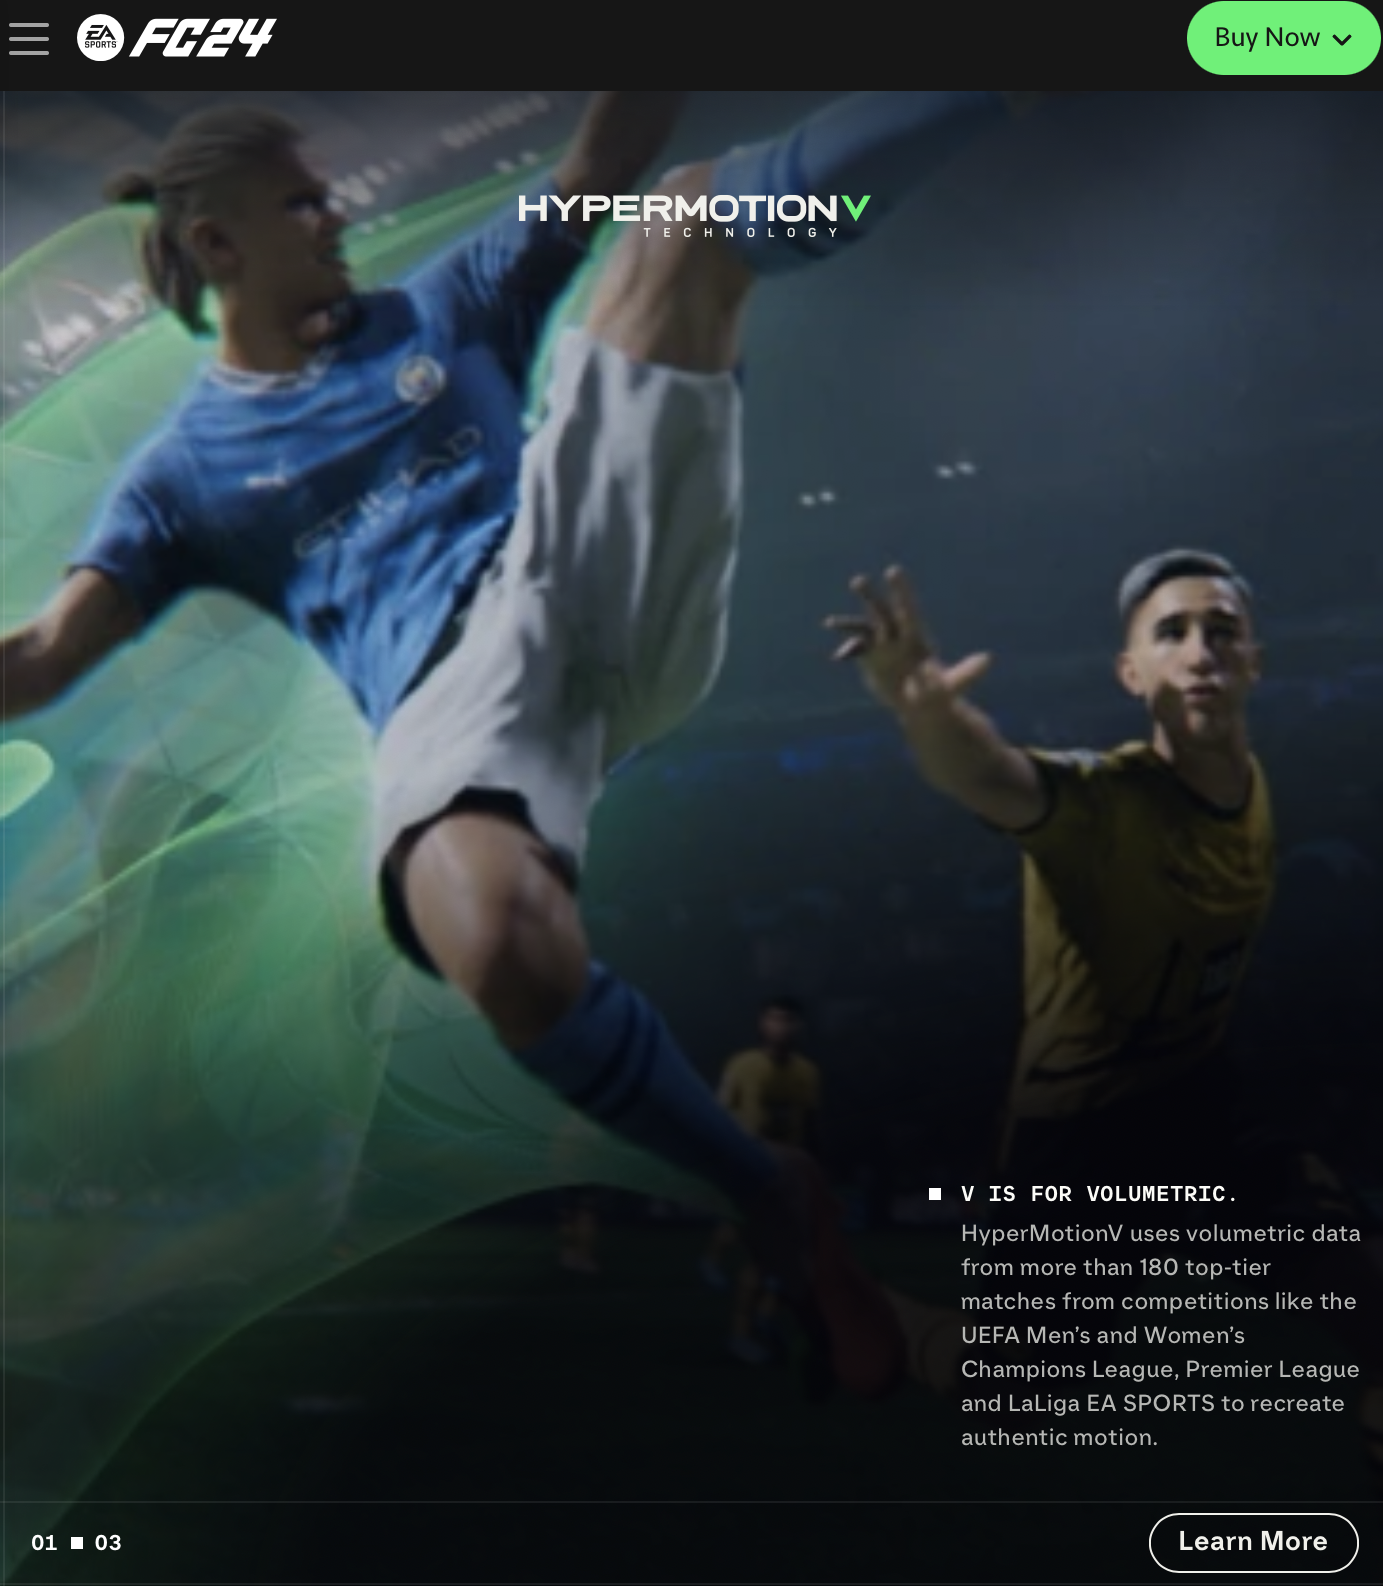 EA
SPORTS
FC24
Buy Now
HYPERMOTIONV
TECHNOLOGY
ETIHAD
V IS FOR VOLUMETRIC.
HyperMotionV uses volumetric data
from more than 180 top-tier
matches from competitions like the
UEFA Men’s and Women’s
Champions League, Premier League
and LaLiga EA SPORTS to recreate
authentic motion.
01 03
Learn More